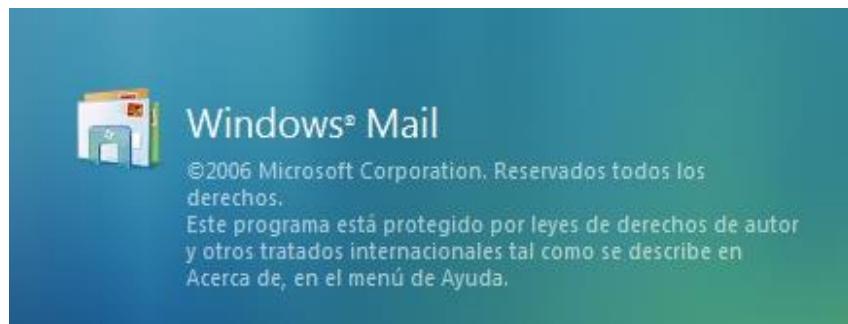 Windows® Mail
©2006 Microsoft Corporation. Reservados todos los
derechos.
Este programa está protegido por leyes de derechos de autor
y otros tratados internacionales tal como se describe en
Acerca de, en el menú de Ayuda.